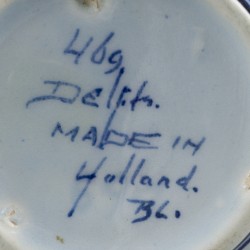 469
Delfts.
MADE IN
Holland.
BL.